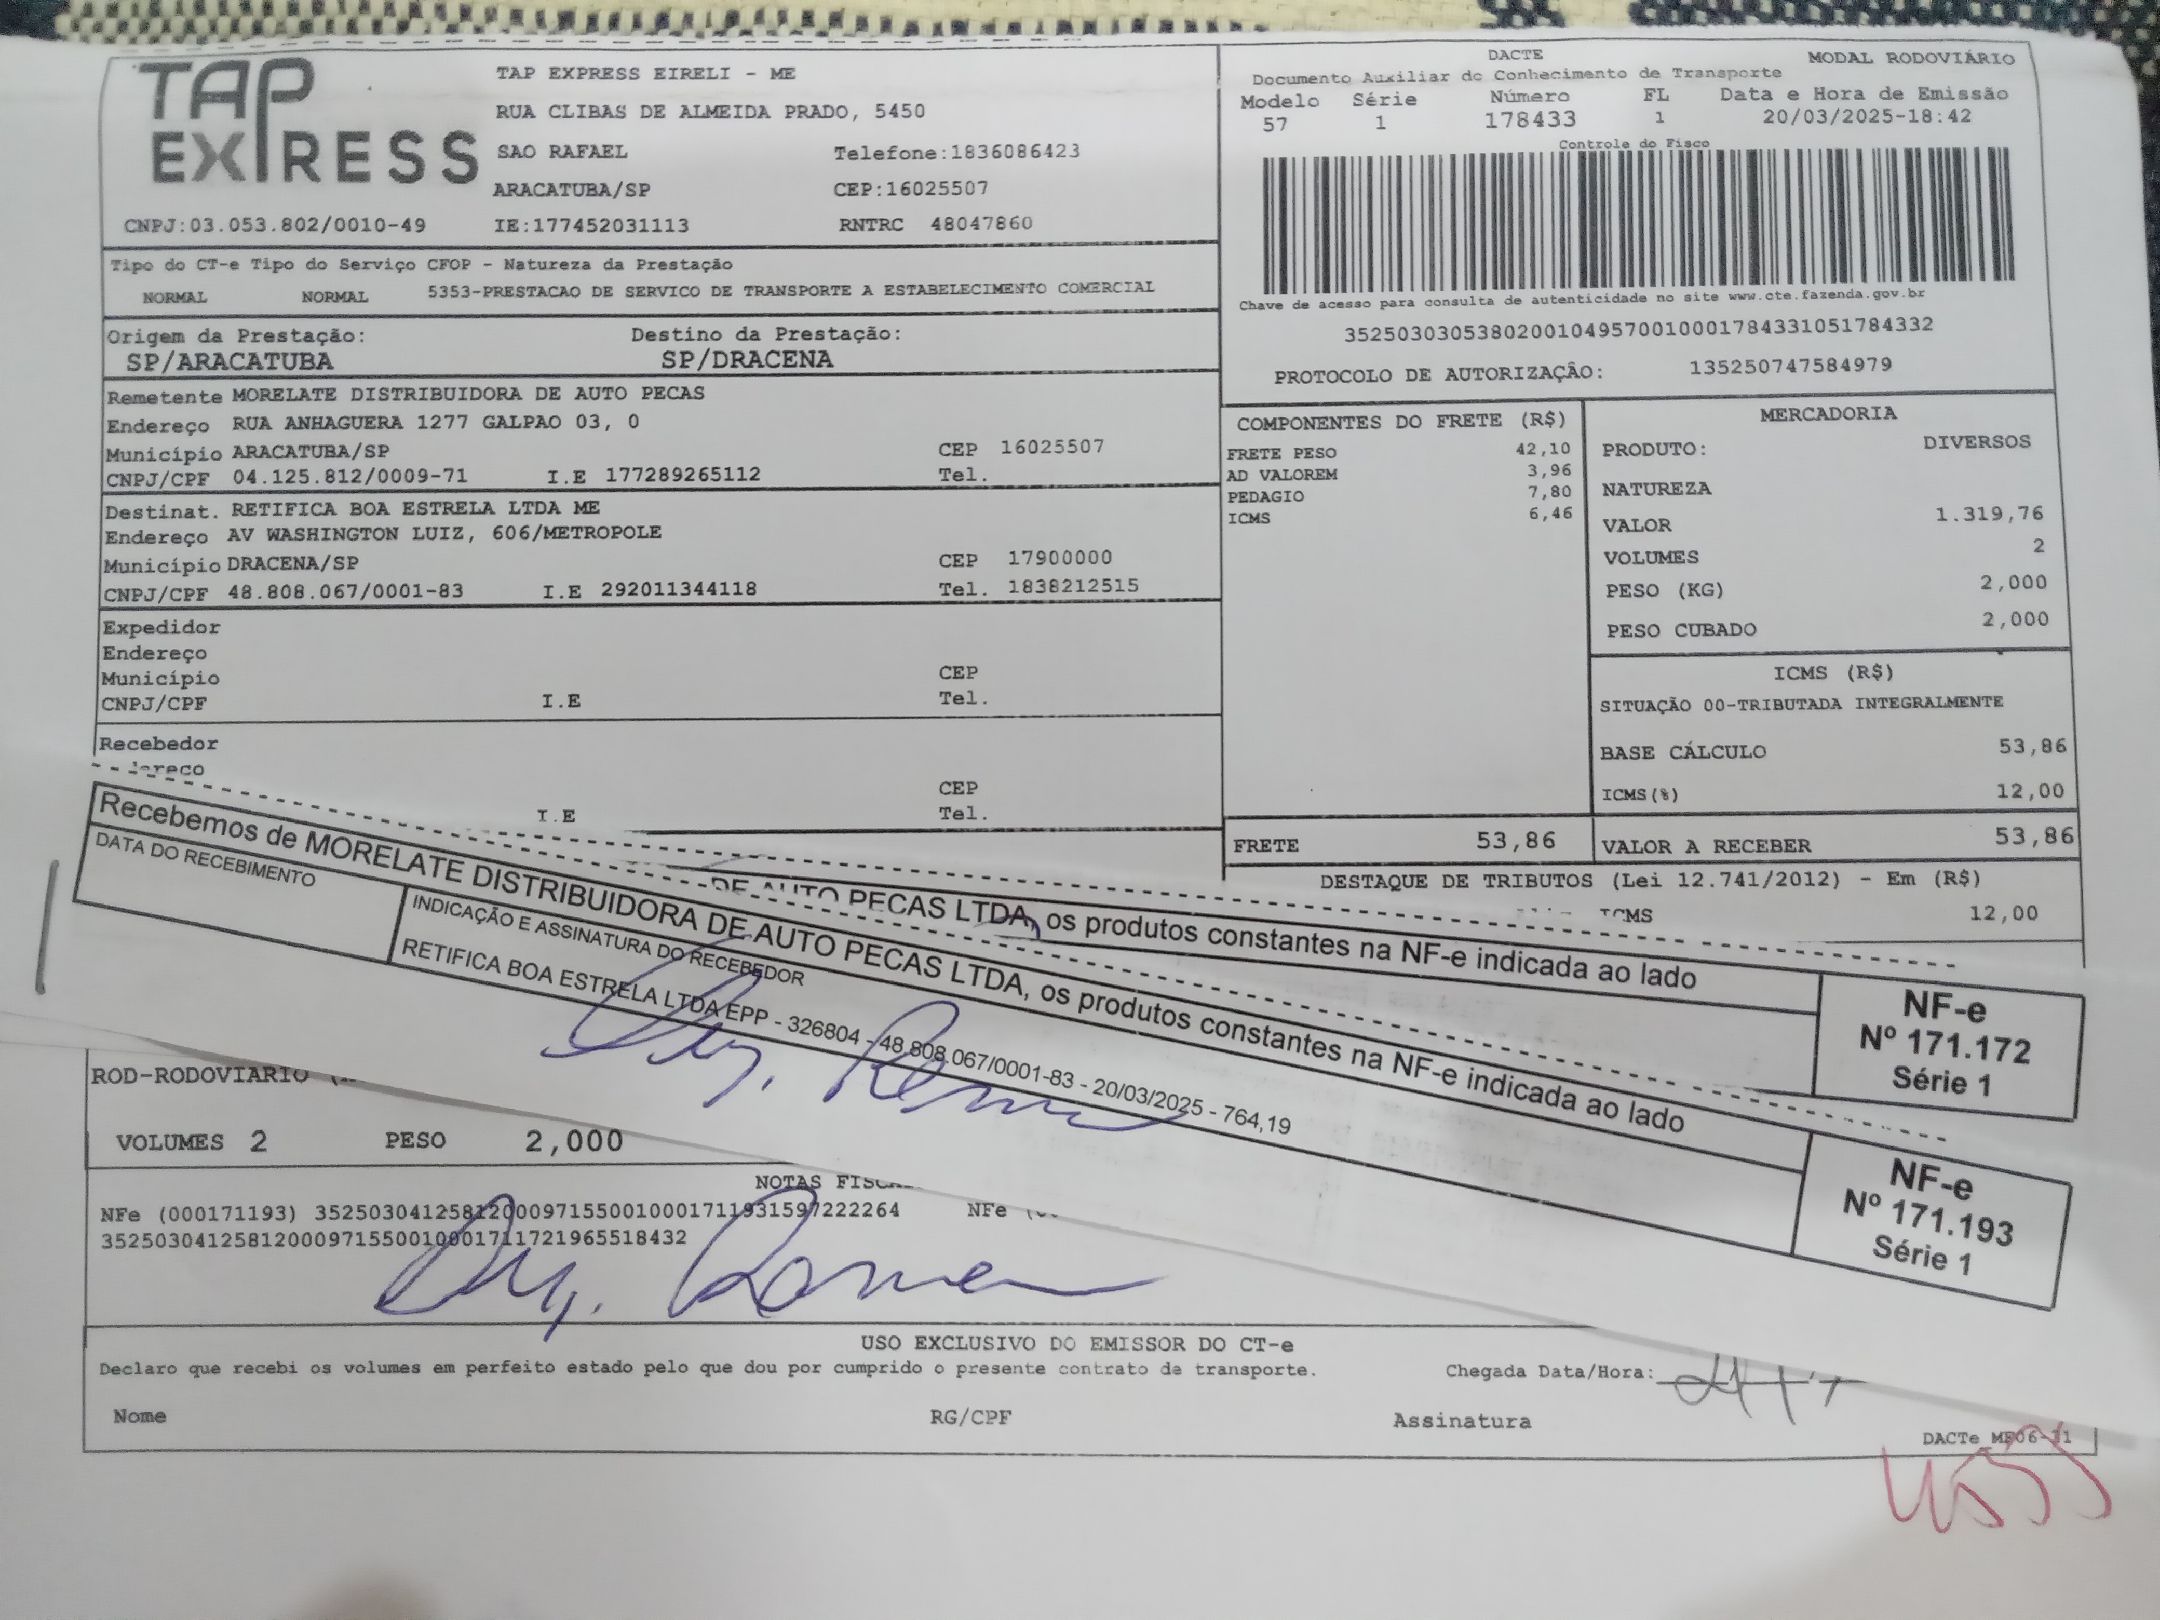 TAP EXPRESS
TAP EXPRESS EIRELI - ME
RUA CLIBAS DE ALMEIDA PRADO, 5450
SAO RAFAEL Telefone:1836086423
ARACATUBA/SP CEP:16025507
CNPJ:03.053.802/0010-49 IE:177452031113 RNTRC 48047860
DACTE MODAL RODOVIÁRIO
Documento Auxiliar do Conhecimento de Transporte
Modelo Série Número FL Data e Hora de Emissão
57 1 178433 1 20/03/2025-18:42
Controle do Fisco
Chave de acesso para consulta de autenticidade no site www.cte.fazenda.gov.br
35250303053802001049570010001784331051784332
PROTOCOLO DE AUTORIZAÇÃO: 135250747584979
Tipo do CT-e Tipo do Serviço CFOP - Natureza da Prestação
NORMAL NORMAL 5353-PRESTACAO DE SERVICO DE TRANSPORTE A ESTABELECIMENTO COMERCIAL
Origem da Prestação: Destino da Prestação:
SP/ARACATUBA SP/DRACENA
Remetente MORELATE DISTRIBUIDORA DE AUTO PECAS
Endereço RUA ANHAGUERA 1277 GALPAO 03, 0
Município ARACATUBA/SP CEP 16025507
CNPJ/CPF 04.125.812/0009-71 I.E 177289265112 Tel.
Destinat. RETIFICA BOA ESTRELA LTDA ME
Endereço AV WASHINGTON LUIZ, 606/METROPOLE
Município DRACENA/SP CEP 17900000
CNPJ/CPF 48.808.067/0001-83 I.E 292011344118 Tel. 1838212515
Expedidor
Endereço
Município CEP
CNPJ/CPF I.E Tel.
Recebedor
CEP
I.E Tel.
COMPONENTES DO FRETE (R$)
FRETE PESO 42,10
AD VALOREM 3,96
PEDAGIO 7,80
ICMS 6,46
MERCADORIA
PRODUTO: DIVERSOS
NATUREZA
VALOR 1.319,76
VOLUMES 2
PESO (KG) 2,000
PESO CUBADO 2,000
ICMS (R$)
SITUAÇÃO 00-TRIBUTADA INTEGRALMENTE
BASE CÁLCULO 53,86
ICMS(%) 12,00
FRETE 53,86 VALOR A RECEBER 53,86
DESTAQUE DE TRIBUTOS (Lei 12.741/2012) - Em (R$)
ICMS 12,00
DE AUTO PECAS LTDA, os produtos constantes na NF-e indicada ao lado
NF-e
Nº 171.172
Série 1
Recebemos de MORELATE DISTRIBUIDORA DE AUTO PECAS LTDA, os produtos constantes na NF-e indicada ao lado
DATA DO RECEBIMENTO INDICAÇÃO E ASSINATURA DO RECEBEDOR
RETIFICA BOA ESTRELA LTDA EPP - 326804 - 48.808.067/0001-83 - 20/03/2025 - 764,19
NF-e
Nº 171.193
Série 1
ROD-RODOVIARIO
VOLUMES 2 PESO 2,000
NOTAS
NFe (000171193) 35250304125812000971550010001711931597222264 NFe
35250304125812000971550010001711721965518432
USO EXCLUSIVO DO EMISSOR DO CT-e
Declaro que recebi os volumes em perfeito estado pelo que dou por cumprido o presente contrato de transporte. Chegada Data/Hora:
Nome RG/CPF Assinatura
DACTe